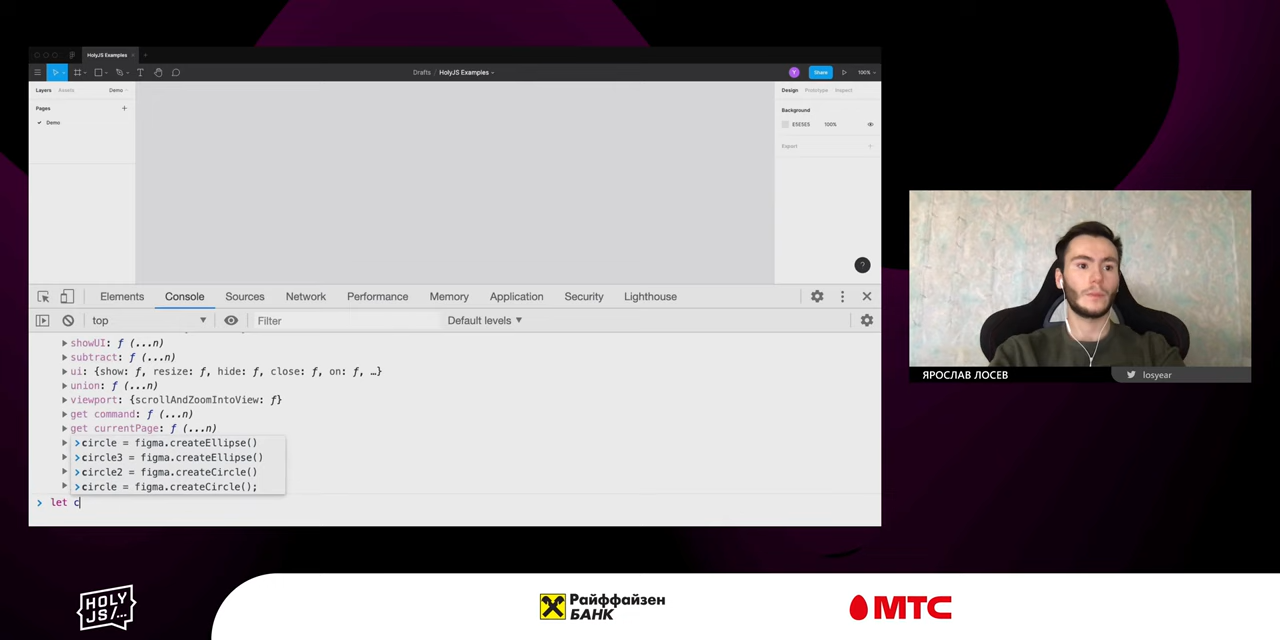 HolyJS Examples
Drafts / HolyJS Examples
Y
Share
100%
Layers
Assets
Demo
Pages
Demo
Design
Prototype
Inspect
Background
E5E5E5
100%
Export
?
Elements
Console
Sources
Network
Performance
Memory
Application
Security
Lighthouse
top
Filter
Default levels
showUI: ƒ (...n)
subtract: ƒ (...n)
ui: {show: ƒ, resize: ƒ, hide: ƒ, close: ƒ, on: ƒ, …}
union: ƒ (...n)
viewport: {scrollAndZoomIntoView: ƒ}
get command: ƒ (...n)
get currentPage: ƒ (...n)
circle = figma.createEllipse()
circle3 = figma.createEllipse()
circle2 = figma.createCircle()
circle = figma.createCircle();
let c
ЯРОСЛАВ ЛОСЕВ
losyear
HOLY
JS/...
Райффайзен
БАНК
МТС